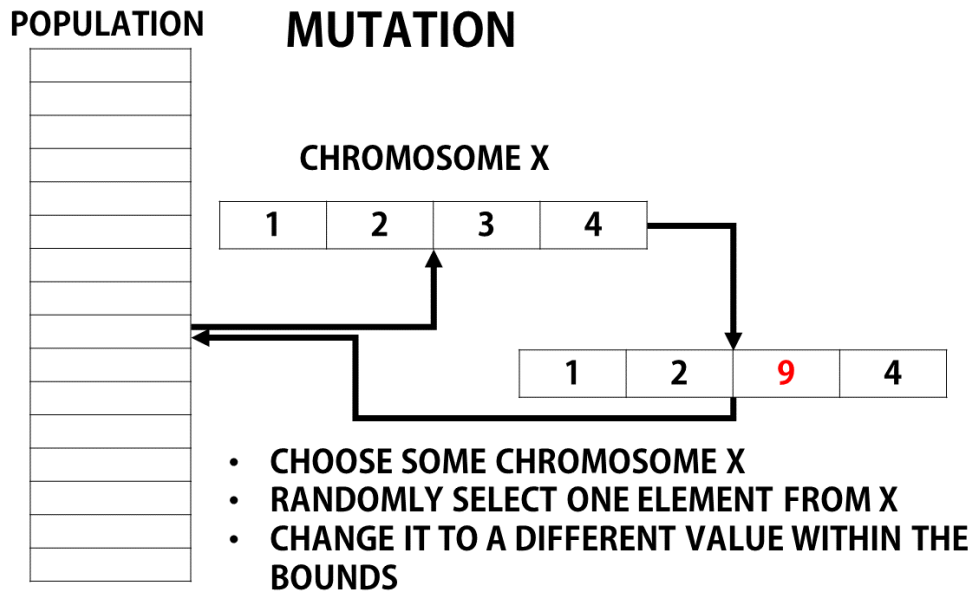 POPULATION
MUTATION
CHROMOSOME X
1 2 3 4
1 2 9 4
• CHOOSE SOME CHROMOSOME X
• RANDOMLY SELECT ONE ELEMENT FROM X
• CHANGE IT TO A DIFFERENT VALUE WITHIN THE
BOUNDS